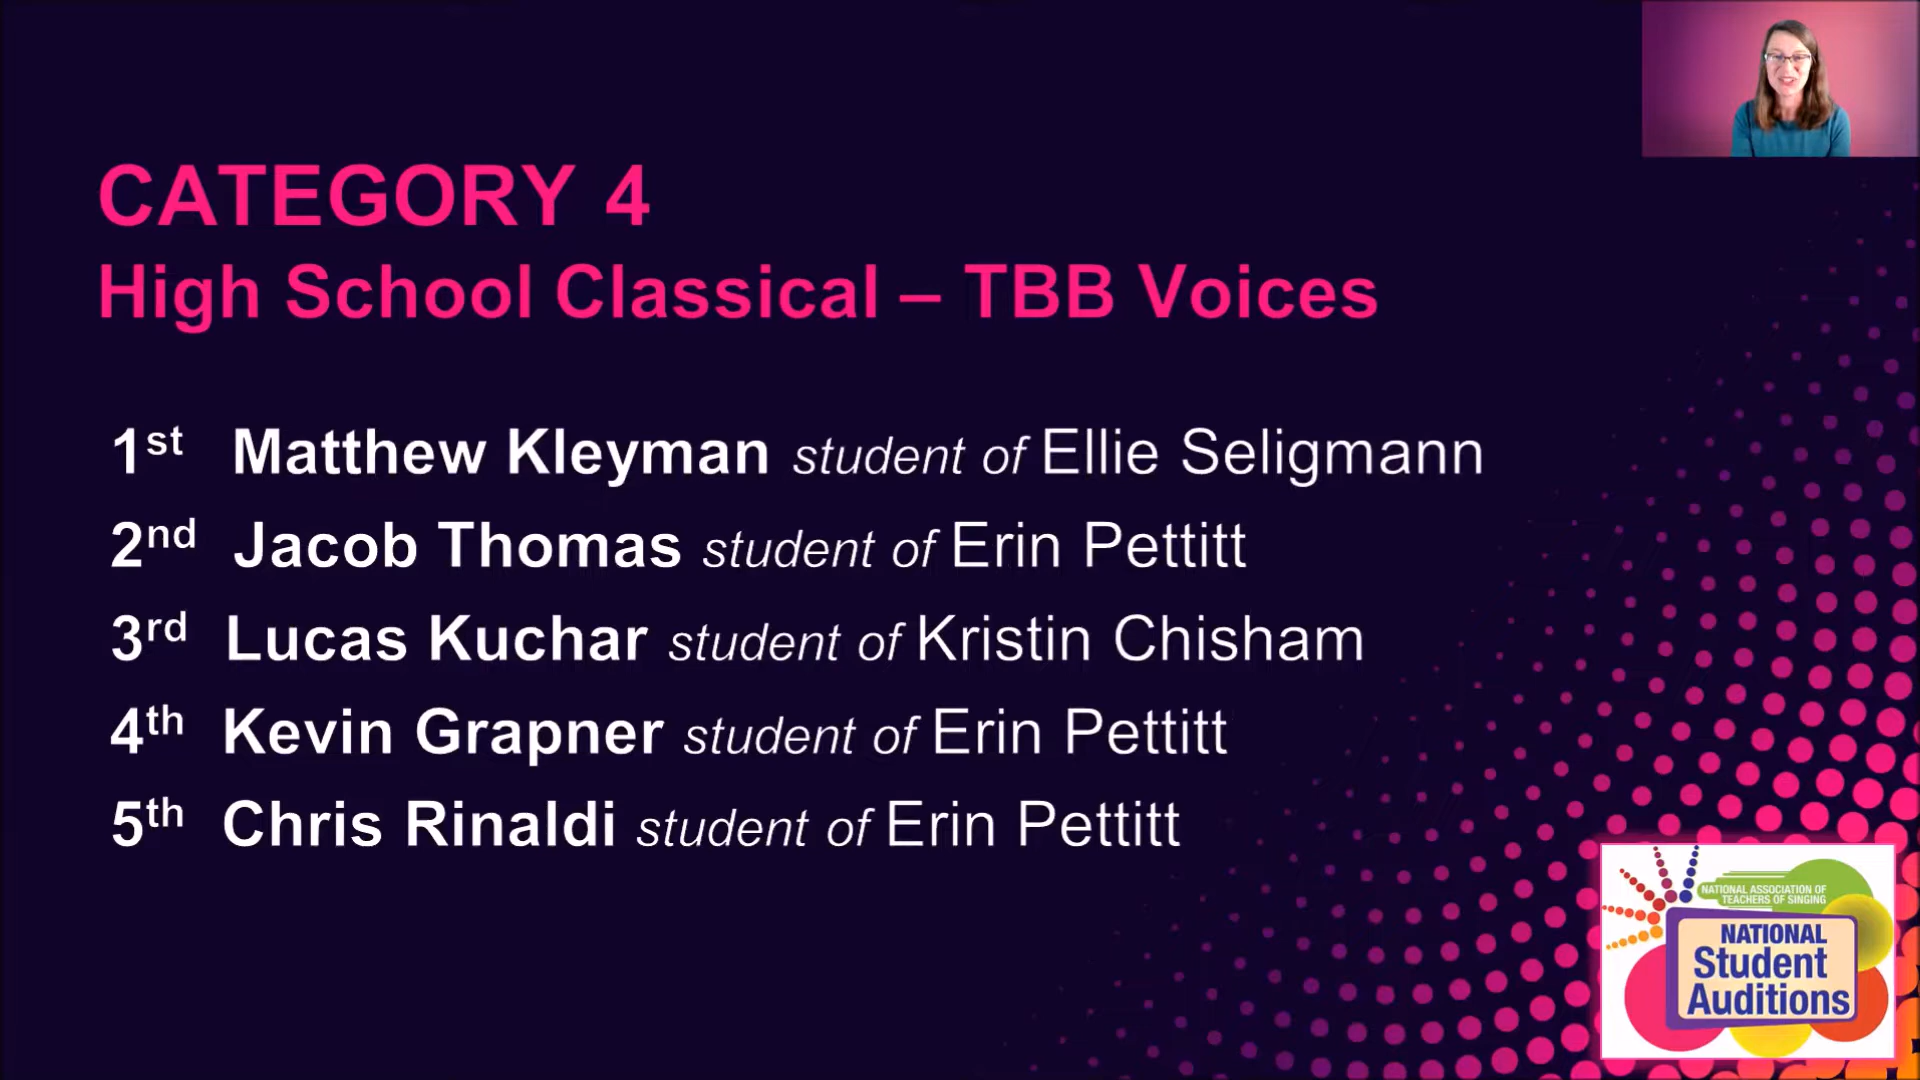 CATEGORY 4
High School Classical – TBB Voices
1st Matthew Kleyman student of Ellie Seligmann
2nd Jacob Thomas student of Erin Pettitt
3rd Lucas Kuchar student of Kristin Chisham
4th Kevin Grapner student of Erin Pettitt
5th Chris Rinaldi student of Erin Pettitt
NATIONAL ASSOCIATION OF
TEACHERS OF SINGING
NATIONAL
Student
Auditions